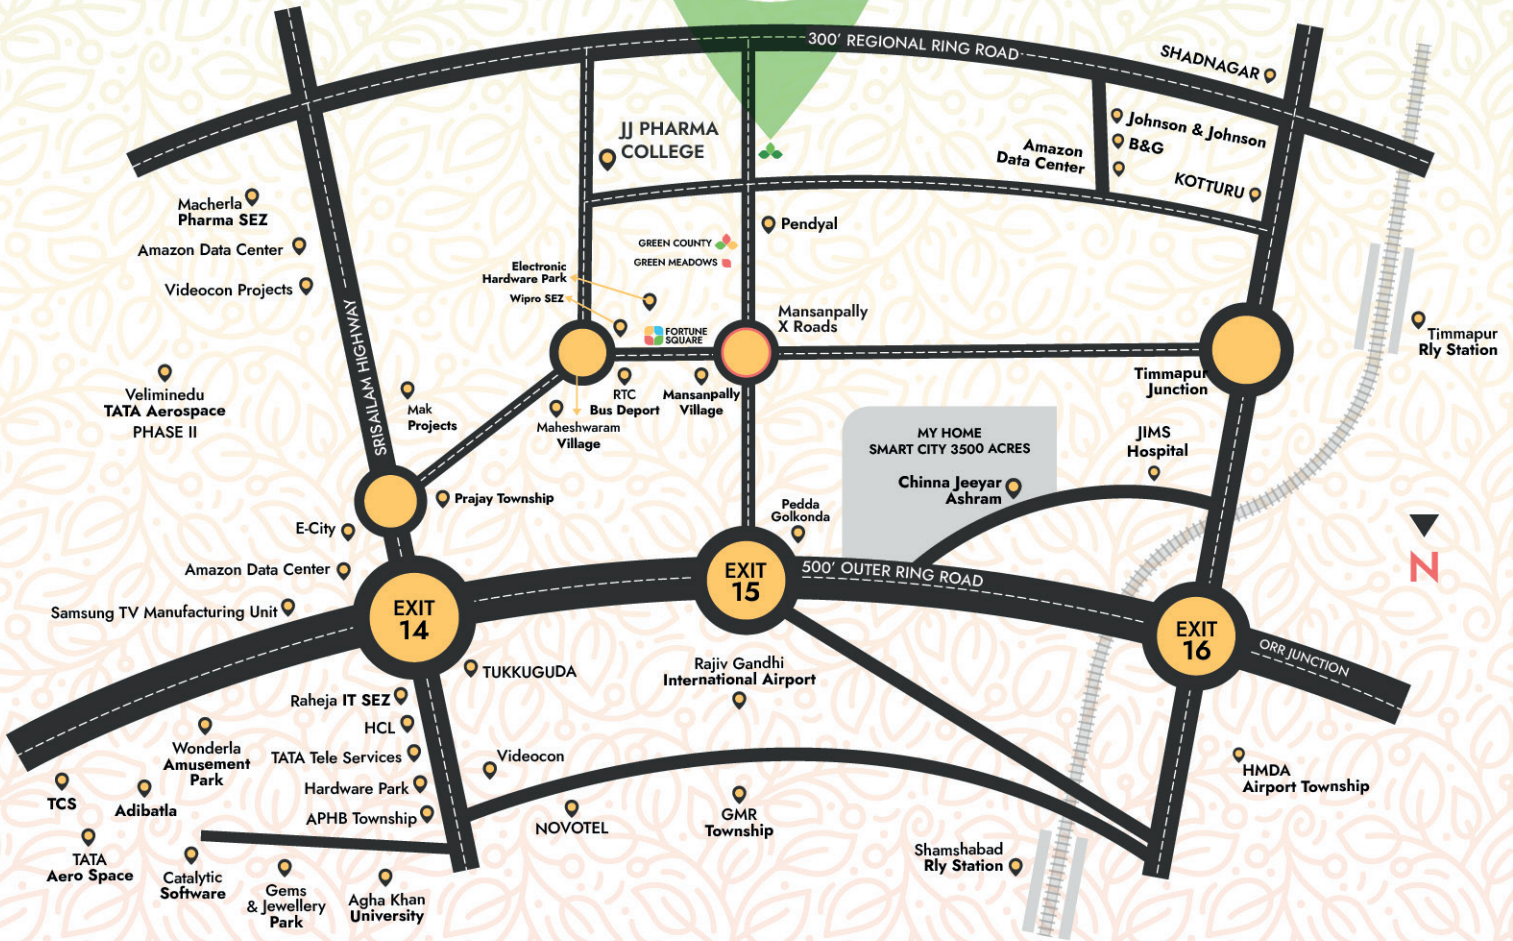 300' REGIONAL RING ROAD
SHADNAGAR
JJ PHARMA
COLLEGE
Johnson & Johnson
B&G
Amazon
Data Center
KOTTURU
Macherla
Pharma SEZ
Amazon Data Center
Videocon Projects
SRISAILAM HIGHWAY
Pendyal
GREEN COUNTY
GREEN MEADOWS
Electronic
Hardware Park
Wipro SEZ
FORTUNE
SQUARE
Mansanpally
X Roads
Timmapur
Rly Station
Timmapur
Junction
Veliminedu
TATA Aerospace
PHASE II
Mak
Projects
RTC
Bus Deport
Mansanpally
Village
Maheshwaram
Village
MY HOME
SMART CITY 3500 ACRES
Chinna Jeeyar
Ashram
JIMS
Hospital
Prajay Township
Pedda
Golkonda
E-City
Amazon Data Center
Samsung TV Manufacturing Unit
EXIT
14
EXIT
15
500' OUTER RING ROAD
EXIT
16
ORR JUNCTION
N
TUKKUGUDA
Rajiv Gandhi
International Airport
Raheja IT SEZ
HCL
TATA Tele Services
Hardware Park
APHB Township
Wonderla
Amusement
Park
Videocon
TCS
Adibatla
NOVOTEL
GMR
Township
HMDA
Airport Township
TATA
Aero Space
Catalytic
Software
Gems
& Jewellery
Park
Agha Khan
University
Shamshabad
Rly Station